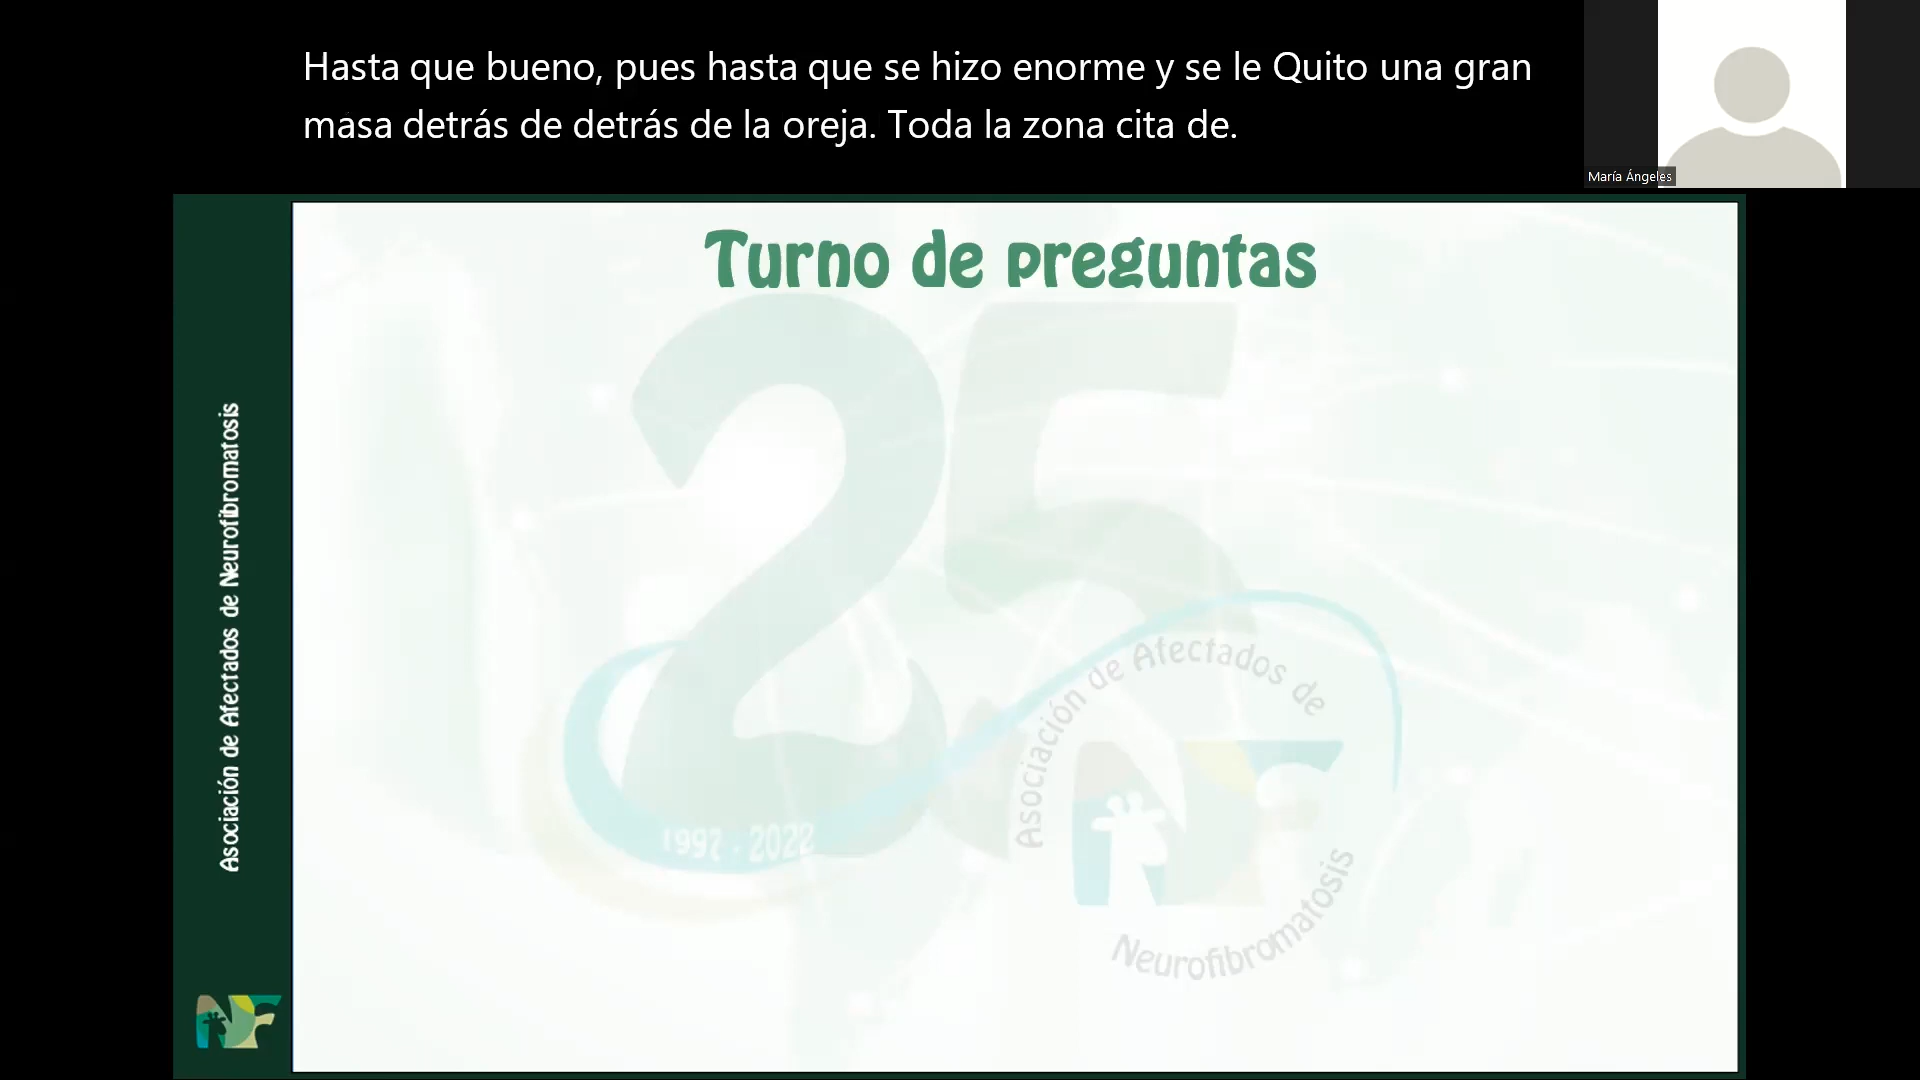 Hasta que bueno, pues hasta que se hizo enorme y se le Quito una gran
masa detrás de detrás de la oreja. Toda la zona cita de.
María Ángeles
Turno de preguntas
Asociación de Afectados de Neurofibromatosis
25
1997 - 2022
Asociación de Afectados de
NF
Neurofibromatosis
NF